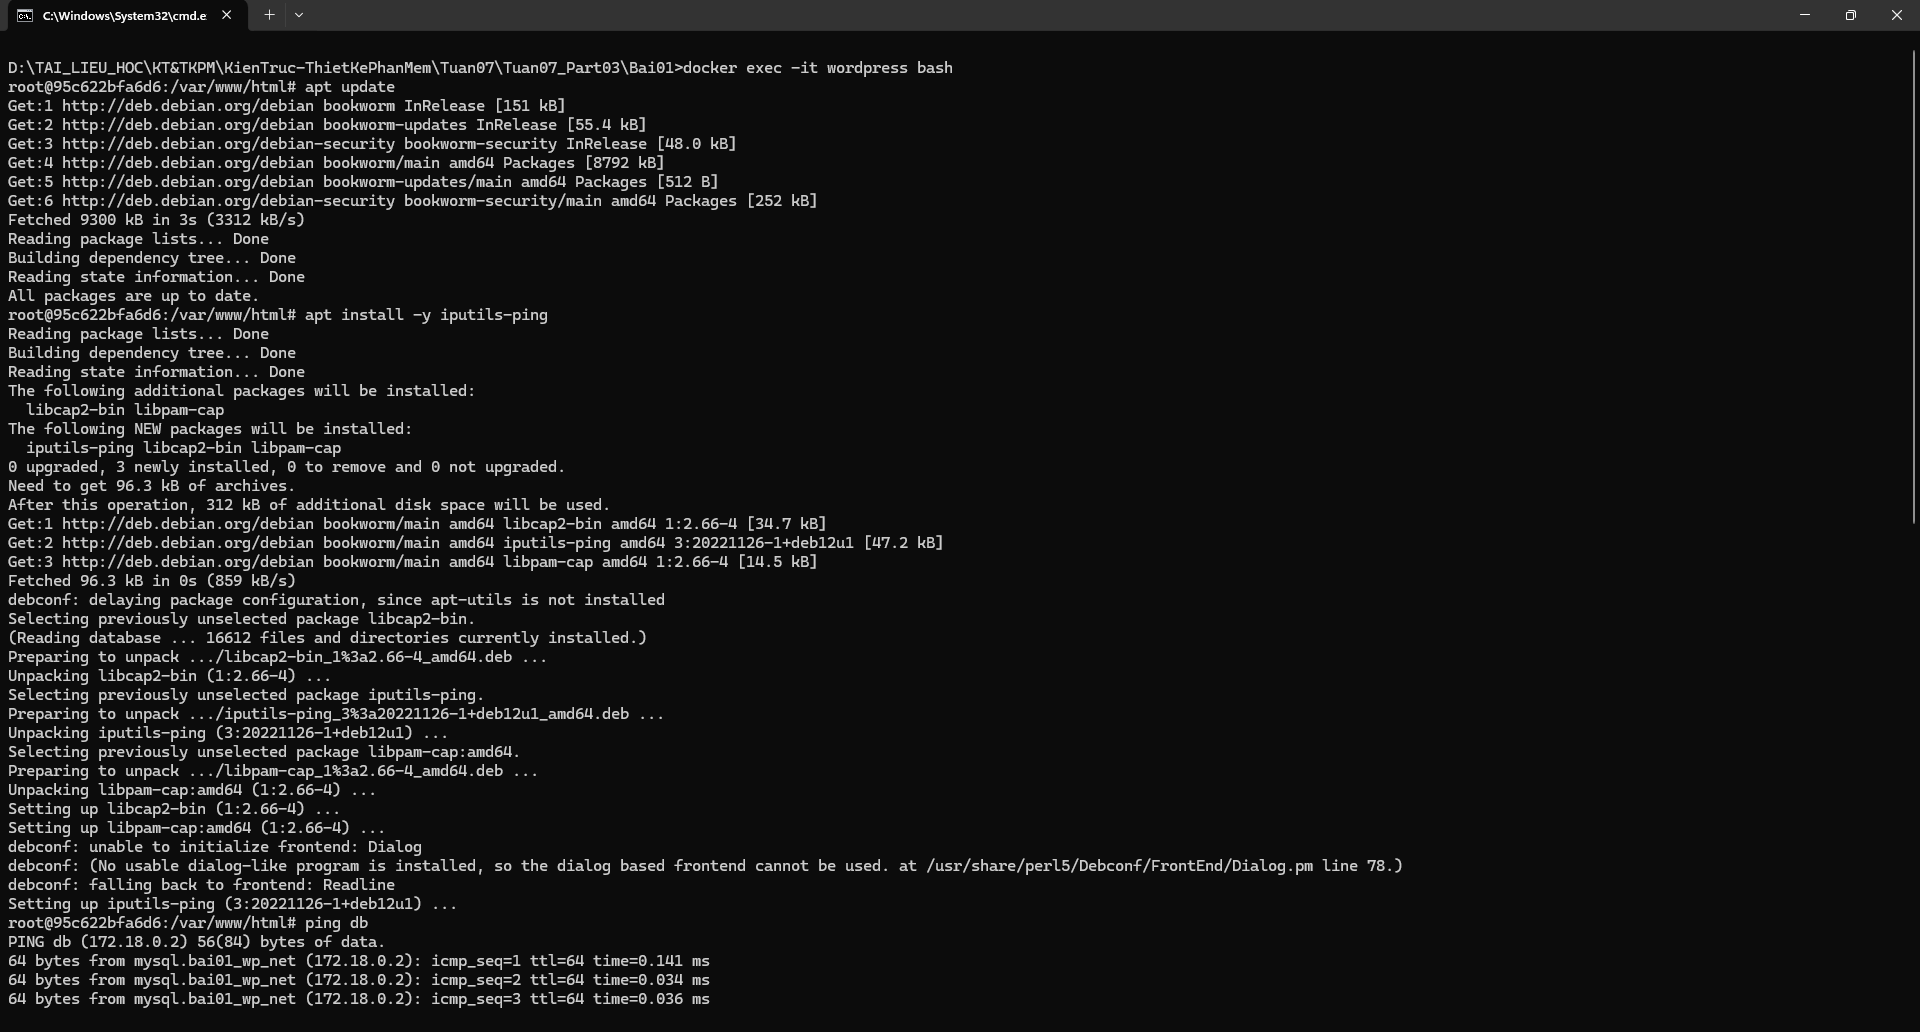 C:\Windows\System32\cmd.e
D:\TAI_LIEU_HOC\KT&TKPM\KienTruc-ThietKePhanMem\Tuan07\Tuan07_Part03\Bai01>docker exec -it wordpress bash
root@95c622bfa6d6:/var/www/html# apt update
Get:1 http://deb.debian.org/debian bookworm InRelease [151 kB]
Get:2 http://deb.debian.org/debian bookworm-updates InRelease [55.4 kB]
Get:3 http://deb.debian.org/debian-security bookworm-security InRelease [48.0 kB]
Get:4 http://deb.debian.org/debian bookworm/main amd64 Packages [8792 kB]
Get:5 http://deb.debian.org/debian bookworm-updates/main amd64 Packages [512 B]
Get:6 http://deb.debian.org/debian-security bookworm-security/main amd64 Packages [252 kB]
Fetched 9300 kB in 3s (3312 kB/s)
Reading package lists... Done
Building dependency tree... Done
Reading state information... Done
All packages are up to date.
root@95c622bfa6d6:/var/www/html# apt install -y iputils-ping
Reading package lists... Done
Building dependency tree... Done
Reading state information... Done
The following additional packages will be installed:
  libcap2-bin libpam-cap
The following NEW packages will be installed:
  iputils-ping libcap2-bin libpam-cap
0 upgraded, 3 newly installed, 0 to remove and 0 not upgraded.
Need to get 96.3 kB of archives.
After this operation, 312 kB of additional disk space will be used.
Get:1 http://deb.debian.org/debian bookworm/main amd64 libcap2-bin amd64 1:2.66-4 [34.7 kB]
Get:2 http://deb.debian.org/debian bookworm/main amd64 iputils-ping amd64 3:20221126-1+deb12u1 [47.2 kB]
Get:3 http://deb.debian.org/debian bookworm/main amd64 libpam-cap amd64 1:2.66-4 [14.5 kB]
Fetched 96.3 kB in 0s (859 kB/s)
debconf: delaying package configuration, since apt-utils is not installed
Selecting previously unselected package libcap2-bin.
(Reading database ... 16612 files and directories currently installed.)
Preparing to unpack .../libcap2-bin_1%3a2.66-4_amd64.deb ...
Unpacking libcap2-bin (1:2.66-4) ...
Selecting previously unselected package iputils-ping.
Preparing to unpack .../iputils-ping_3%3a20221126-1+deb12u1_amd64.deb ...
Unpacking iputils-ping (3:20221126-1+deb12u1) ...
Selecting previously unselected package libpam-cap:amd64.
Preparing to unpack .../libpam-cap_1%3a2.66-4_amd64.deb ...
Unpacking libpam-cap:amd64 (1:2.66-4) ...
Setting up libcap2-bin (1:2.66-4) ...
Setting up libpam-cap:amd64 (1:2.66-4) ...
debconf: unable to initialize frontend: Dialog
debconf: (No usable dialog-like program is installed, so the dialog based frontend cannot be used. at /usr/share/perl5/Debconf/FrontEnd/Dialog.pm line 78.)
debconf: falling back to frontend: Readline
Setting up iputils-ping (3:20221126-1+deb12u1) ...
root@95c622bfa6d6:/var/www/html# ping db
PING db (172.18.0.2) 56(84) bytes of data.
64 bytes from mysql.bai01_wp_net (172.18.0.2): icmp_seq=1 ttl=64 time=0.141 ms
64 bytes from mysql.bai01_wp_net (172.18.0.2): icmp_seq=2 ttl=64 time=0.034 ms
64 bytes from mysql.bai01_wp_net (172.18.0.2): icmp_seq=3 ttl=64 time=0.036 ms